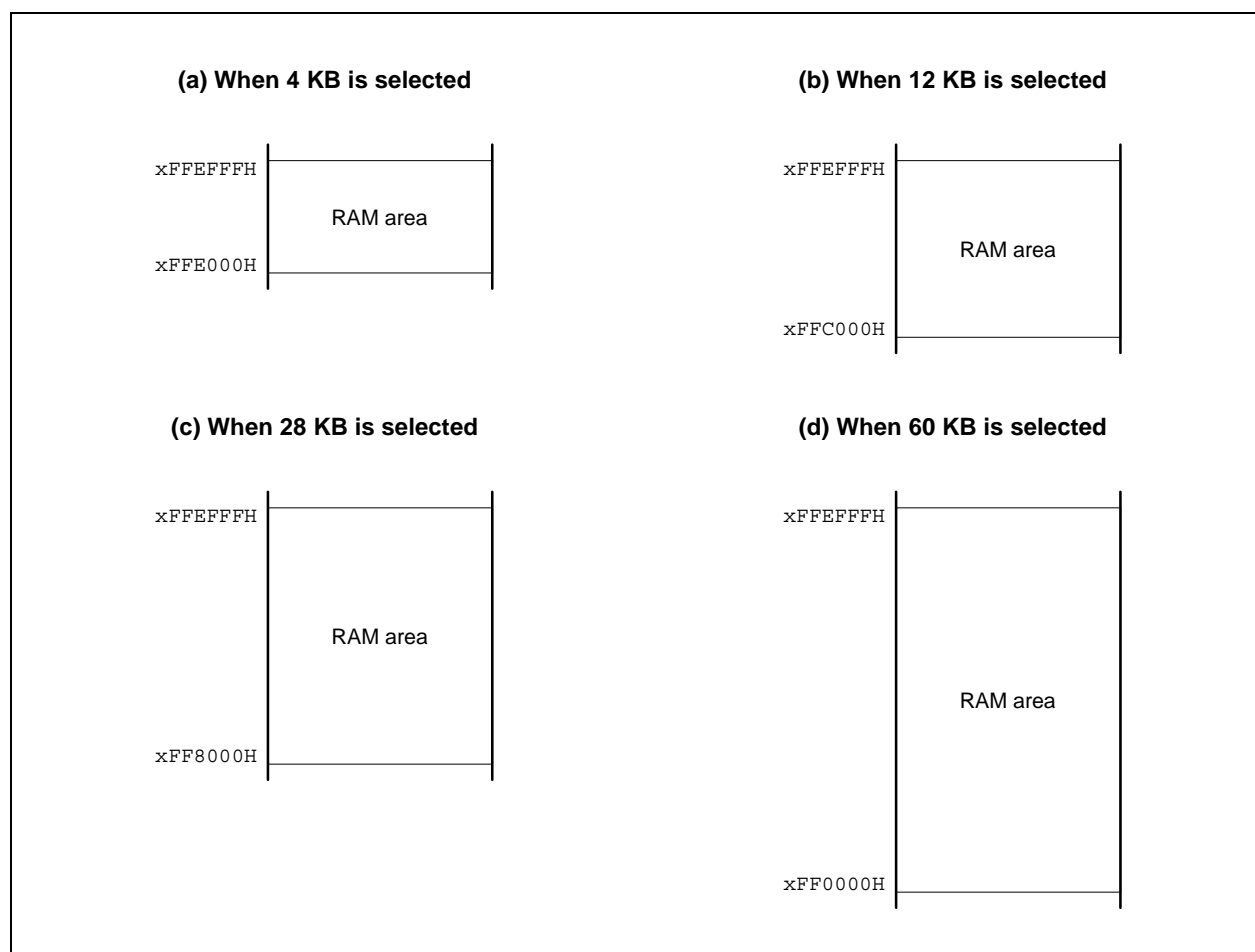 (a) When 4 KB is selected
xFFEFFFH
RAM area
xFFE000H
(b) When 12 KB is selected
xFFEFFFH
RAM area
xFFC000H
(c) When 28 KB is selected
xFFEFFFH
RAM area
xFF8000H
(d) When 60 KB is selected
xFFEFFFH
RAM area
xFF0000H